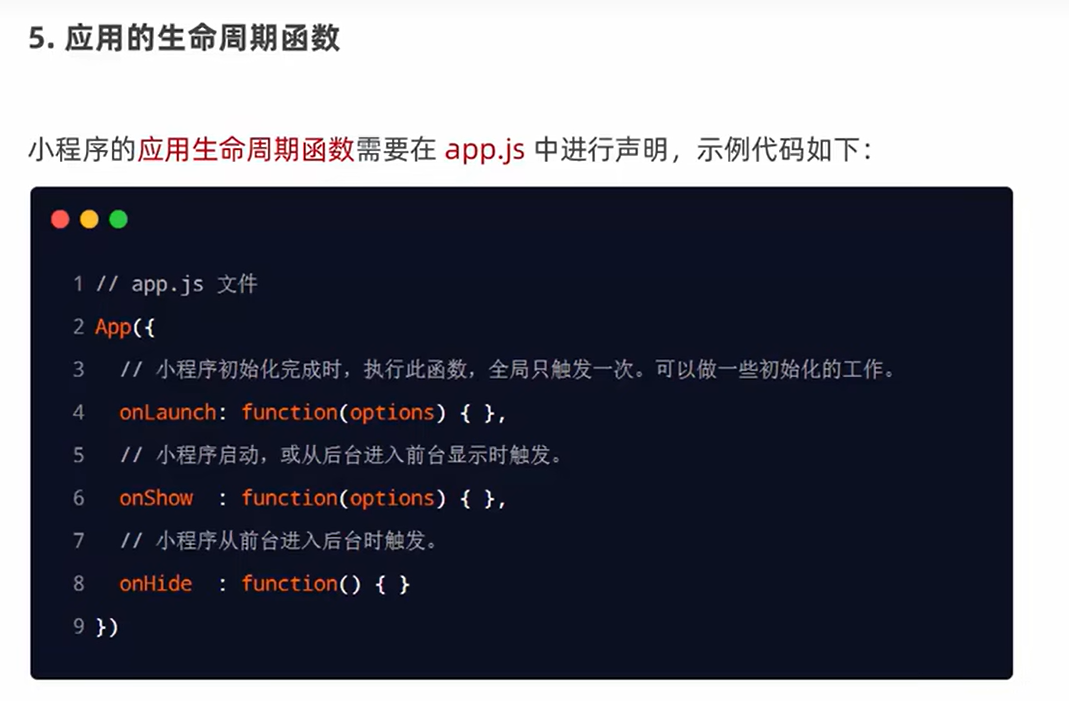 5. 应用的生命周期函数
小程序的应用生命周期函数需要在 app.js 中进行声明，示例代码如下：
1 // app.js 文件
2 App({
3 // 小程序初始化完成时，执行此函数，全局只触发一次。可以做一些初始化的工作。
4 onLaunch: function(options) { },
5 // 小程序启动，或从后台进入前台显示时触发。
6 onShow : function(options) { },
7 // 小程序从前台进入后台时触发。
8 onHide : function() { }
9 })